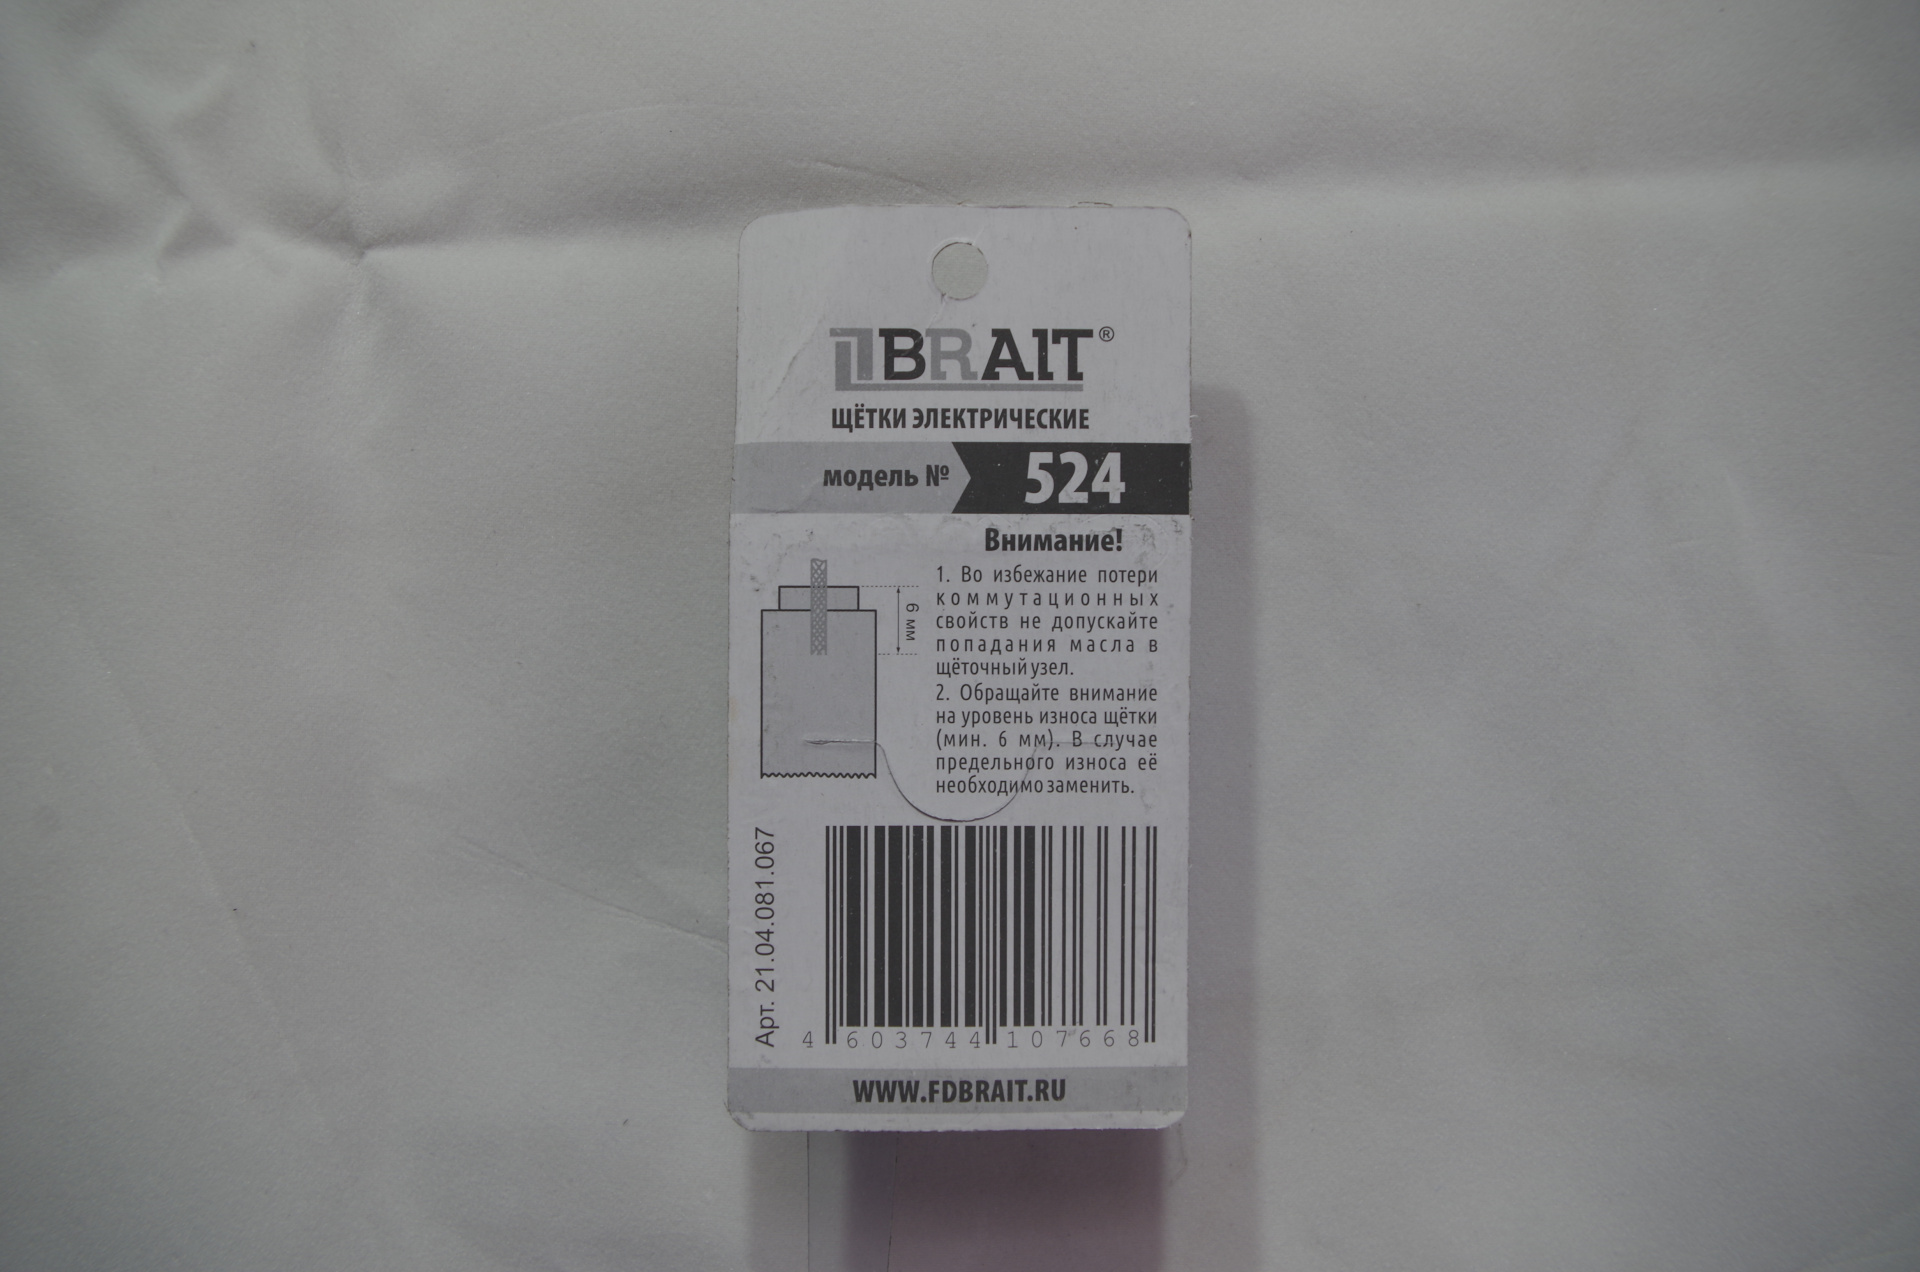 BRAIT®
ЩЁТКИ ЭЛЕКТРИЧЕСКИЕ
модель № 524
Внимание!
1. Во избежание потери
коммутационных
свойств не допускайте
попадания масла в
щёточный узел.
2. Обращайте внимание
на уровень износа щётки
(мин. 6 мм). В случае
предельного износа её
необходимо заменить.
6 мм
Арт. 21.04.081.067
4 603744 107668
WWW.FDBRAIT.RU